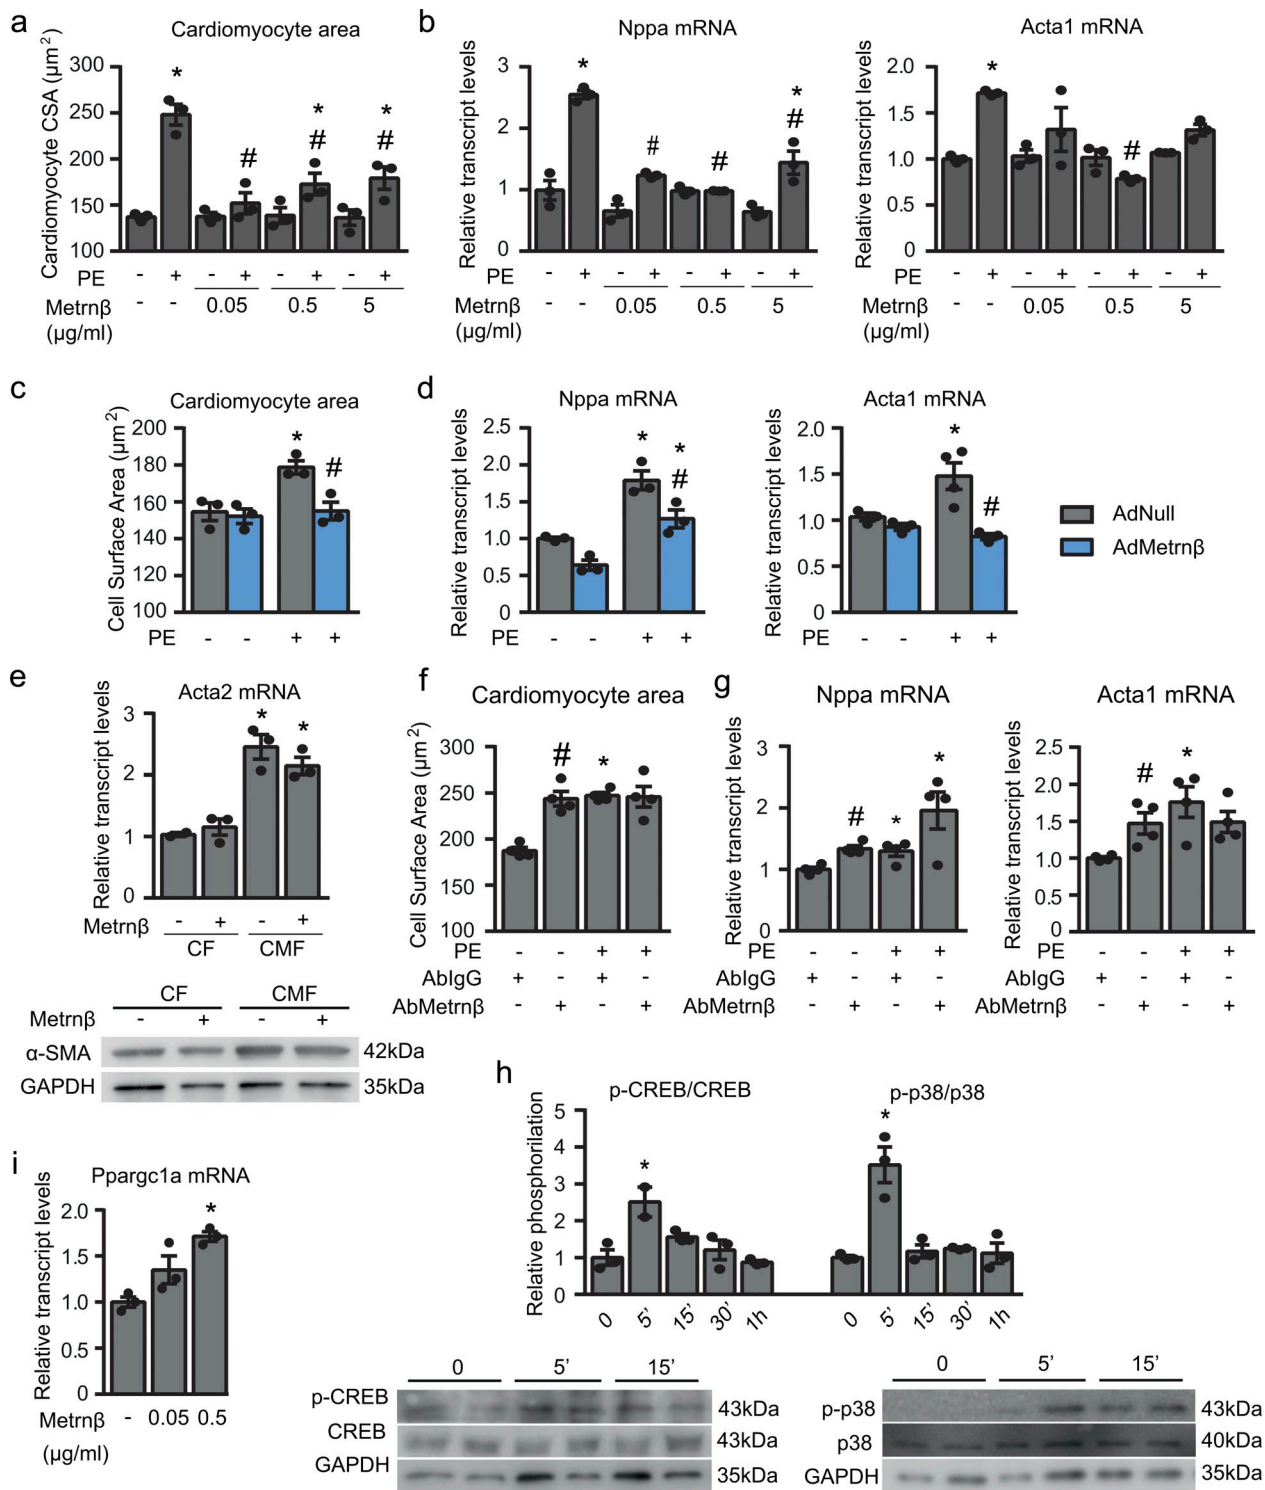 a
Cardiomyocyte area
Cardiomyocyte CSA (µm²)
300
250
200
150
100
*
#
*
#
*
#
PE - + - + - + - +
Metrnβ - - 0.05 0.5 5
(µg/ml)
b
Nppa mRNA
Relative transcript levels
3
2
1
0
*
#
#
*
#
PE - + - + - + - +
Metrnβ - - 0.05 0.5 5
(µg/ml)
Acta1 mRNA
Relative transcript levels
2.0
1.5
1.0
0.5
0
*
#
- + - + - + - +
- - 0.05 0.5 5
c
Cardiomyocyte area
Cell Surface Area (µm²)
200
180
160
140
120
100
*
#
PE - - + +
d
Nppa mRNA
Relative transcript levels
2.5
2.0
1.5
1.0
0.5
0
*
*
#
PE - - + +
Acta1 mRNA
Relative transcript levels
2.0
1.5
1.0
0.5
0
*
#
PE - - + +
AdNull
AdMetrnβ
e
Acta2 mRNA
Relative transcript levels
3
2
1
0
*
*
Metrnβ - + - +
CF CMF
CF CMF
Metrnβ - + - +
α-SMA 42kDa
GAPDH 35kDa
f
Cardiomyocyte area
Cell Surface Area (µm²)
300
250
200
150
100
#
*
PE - - + +
AbIgG + - + -
AbMetrnβ - + - +
g
Nppa mRNA
Relative transcript levels
3
2
1
0
#
*
*
PE - - + +
AbIgG + - + -
AbMetrnβ - + - +
Acta1 mRNA
Relative transcript levels
2.5
2.0
1.5
1.0
0.5
0
#
*
PE - - + +
AbIgG + - + -
AbMetrnβ - + - +
h
p-CREB/CREB
p-p38/p38
Relative phosphorilation
5
4
3
2
1
0
*
*
0 5' 15' 30' 1h
0 5' 15' 30' 1h
0 5' 15'
p-CREB 43kDa
CREB 43kDa
GAPDH 35kDa
0 5' 15'
p-p38 43kDa
p38 40kDa
GAPDH 35kDa
i
Ppargc1a mRNA
Relative transcript levels
2.0
1.5
1.0
0.5
0
*
Metrnβ - 0.05 0.5
(µg/ml)